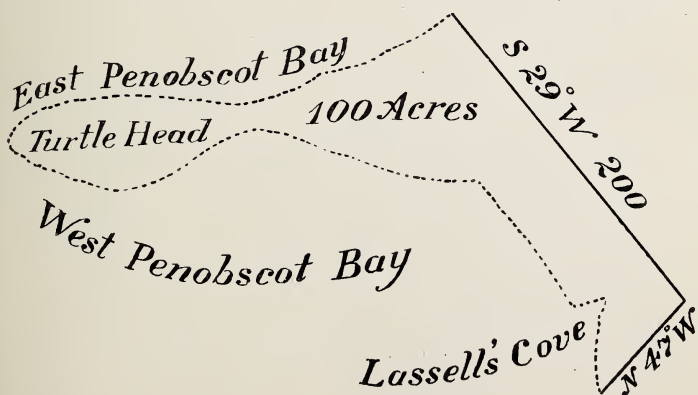 East Penobscot Bay
S 29° W 200
100 Acres
Turtle Head
West Penobscot Bay
Lassell's Cove
N 47° W